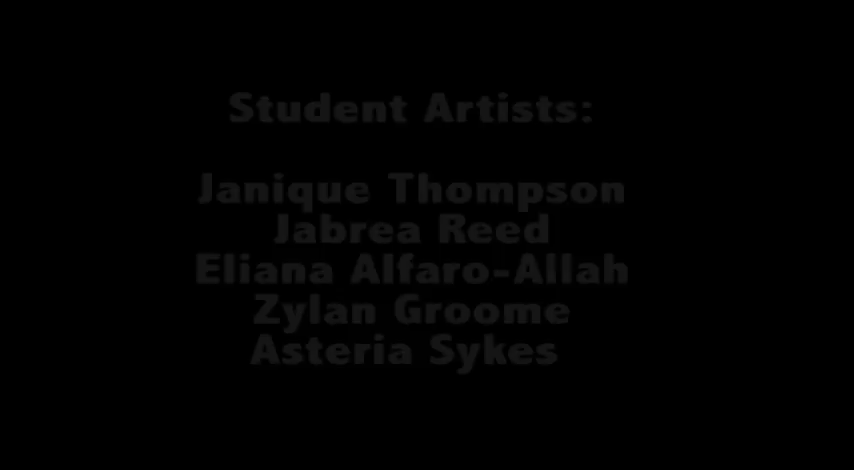 Student Artists:
Janique Thompson
Jabrea Reed
Eliana Alfaro-Allah
Zylan Groome
Asteria Sykes